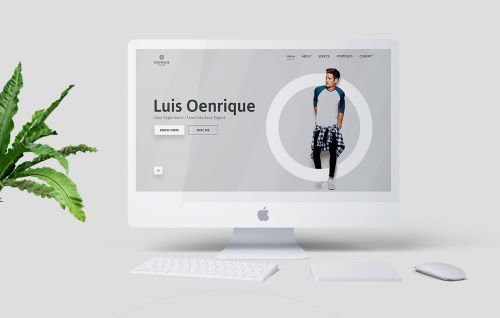 OENRIQUE
Home ABOUT SERVICE PORTFOLIO CONTACT
Luis Oenrique
User Experience / User Interface Expert
KNOW MORE HIRE ME